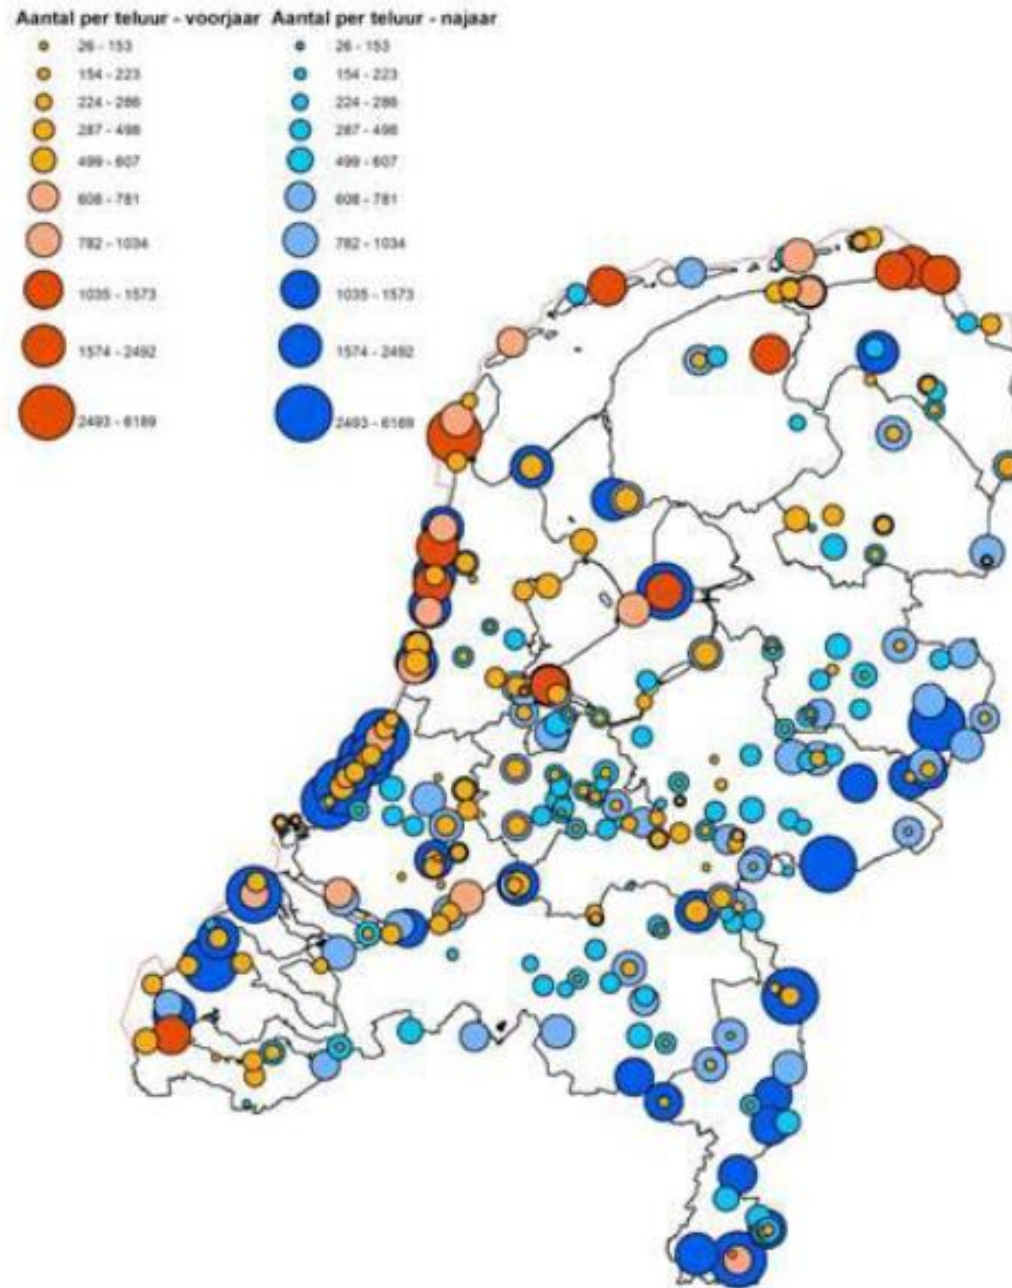 Aantal per teluur - voorjaar Aantal per teluur - najaar
26 - 153 26 - 153
154 - 223 154 - 223
224 - 286 224 - 286
287 - 498 287 - 498
499 - 607 499 - 607
608 - 781 608 - 781
782 - 1034 782 - 1034
1035 - 1573 1035 - 1573
1574 - 2492 1574 - 2492
2493 - 6189 2493 - 6189